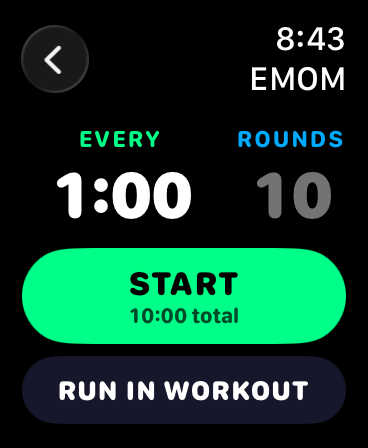 8:43
EMOM
EVERY ROUNDS
1:00 10
START
10:00 total
RUN IN WORKOUT